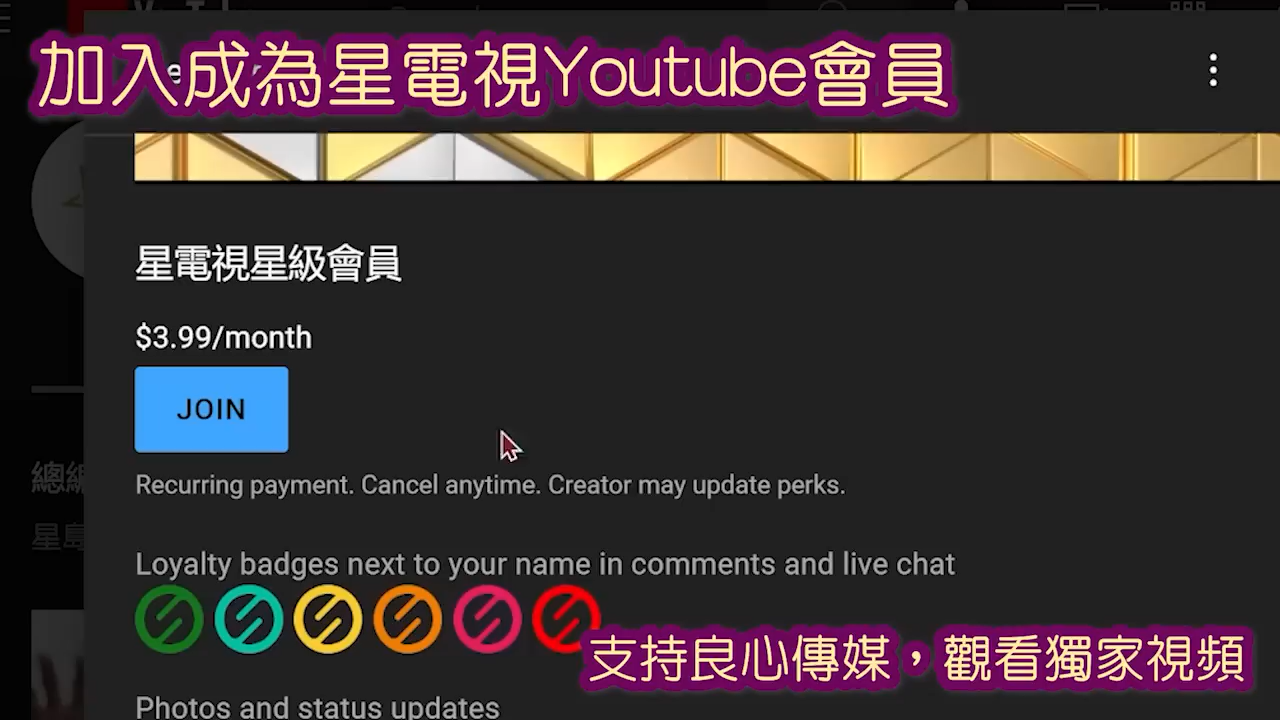 加入成為星電視Youtube會員
星電視星級會員
$3.99/month
JOIN
Recurring payment. Cancel anytime. Creator may update perks.
Loyalty badges next to your name in comments and live chat
支持良心傳媒，觀看獨家視頻
Photos and status updates